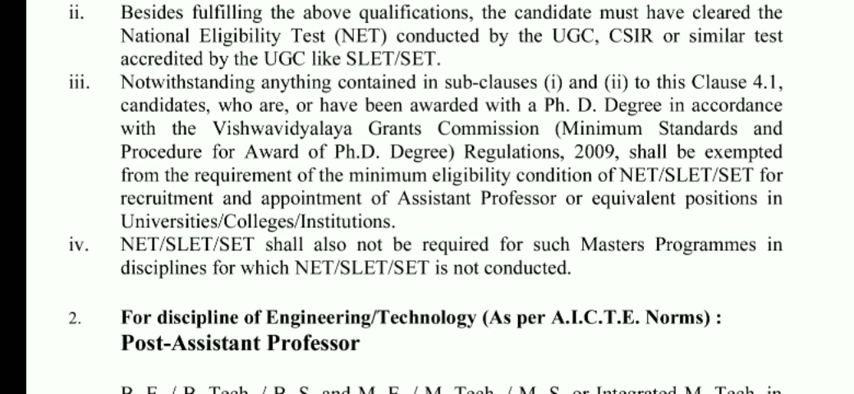 ii. Besides fulfilling the above qualifications, the candidate must have cleared the
National Eligibility Test (NET) conducted by the UGC, CSIR or similar test
accredited by the UGC like SLET/SET.
iii. Notwithstanding anything contained in sub-clauses (i) and (ii) to this Clause 4.1,
candidates, who are, or have been awarded with a Ph. D. Degree in accordance
with the Vishwavidyalaya Grants Commission (Minimum Standards and
Procedure for Award of Ph.D. Degree) Regulations, 2009, shall be exempted
from the requirement of the minimum eligibility condition of NET/SLET/SET for
recruitment and appointment of Assistant Professor or equivalent positions in
Universities/Colleges/Institutions.
iv. NET/SLET/SET shall also not be required for such Masters Programmes in
disciplines for which NET/SLET/SET is not conducted.
2. For discipline of Engineering/Technology (As per A.I.C.T.E. Norms) :
Post-Assistant Professor
B. E. / B. Tech. / B. S. and M. E. / M. Tech. / M. S. or Integrated M. Tech. in